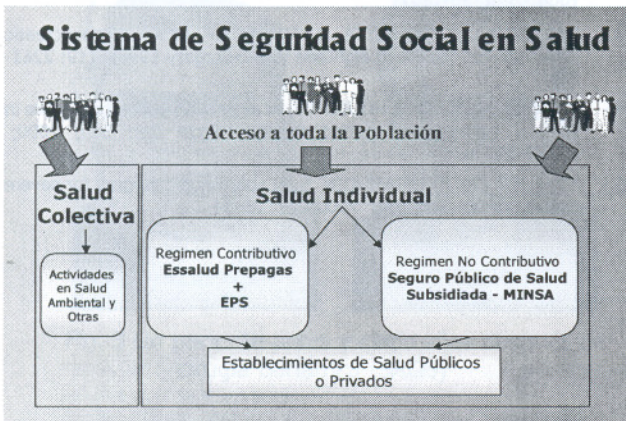 Sistema de Seguridad Social en Salud
Acceso a toda la Población
Salud
Colectiva
Actividades
en Salud
Ambiental y
Otras
Salud Individual
Regimen Contributivo
Essalud Prepagas
+
EPS
Regimen No Contributivo
Seguro Público de Salud
Subsidiada - MINSA
Establecimientos de Salud Públicos
o Privados